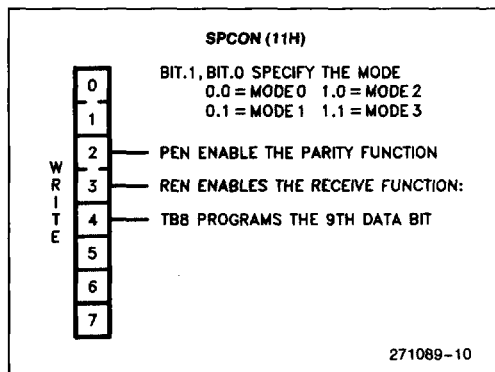 SPCON (11H)
BIT.1, BIT.0 SPECIFY THE MODE
0.0 = MODE 0 1.0 = MODE 2
0.1 = MODE 1 1.1 = MODE 3
WRITE
0
1
2 PEN ENABLE THE PARITY FUNCTION
3 REN ENABLES THE RECEIVE FUNCTION:
4 TB8 PROGRAMS THE 9TH DATA BIT
5
6
7
271089-10